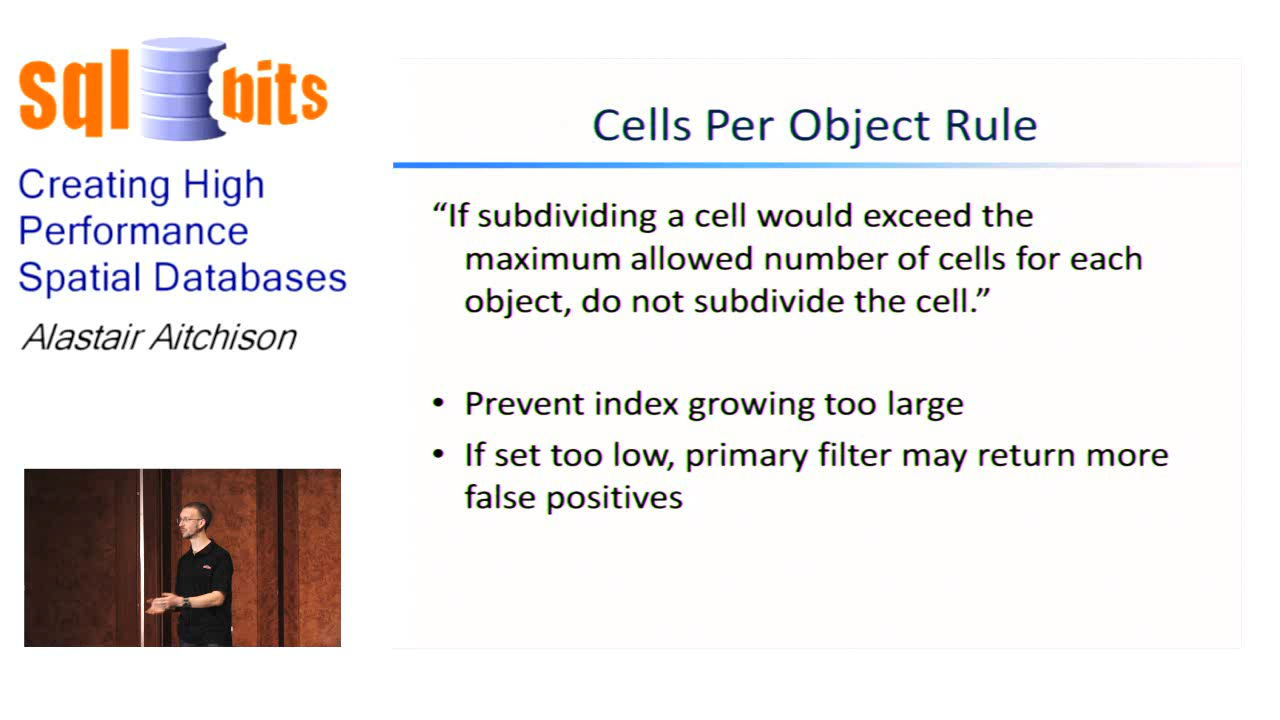 sql bits
Creating High
Performance
Spatial Databases
Alastair Aitchison
Cells Per Object Rule
“If subdividing a cell would exceed the
maximum allowed number of cells for each
object, do not subdivide the cell.”
• Prevent index growing too large
• If set too low, primary filter may return more
false positives